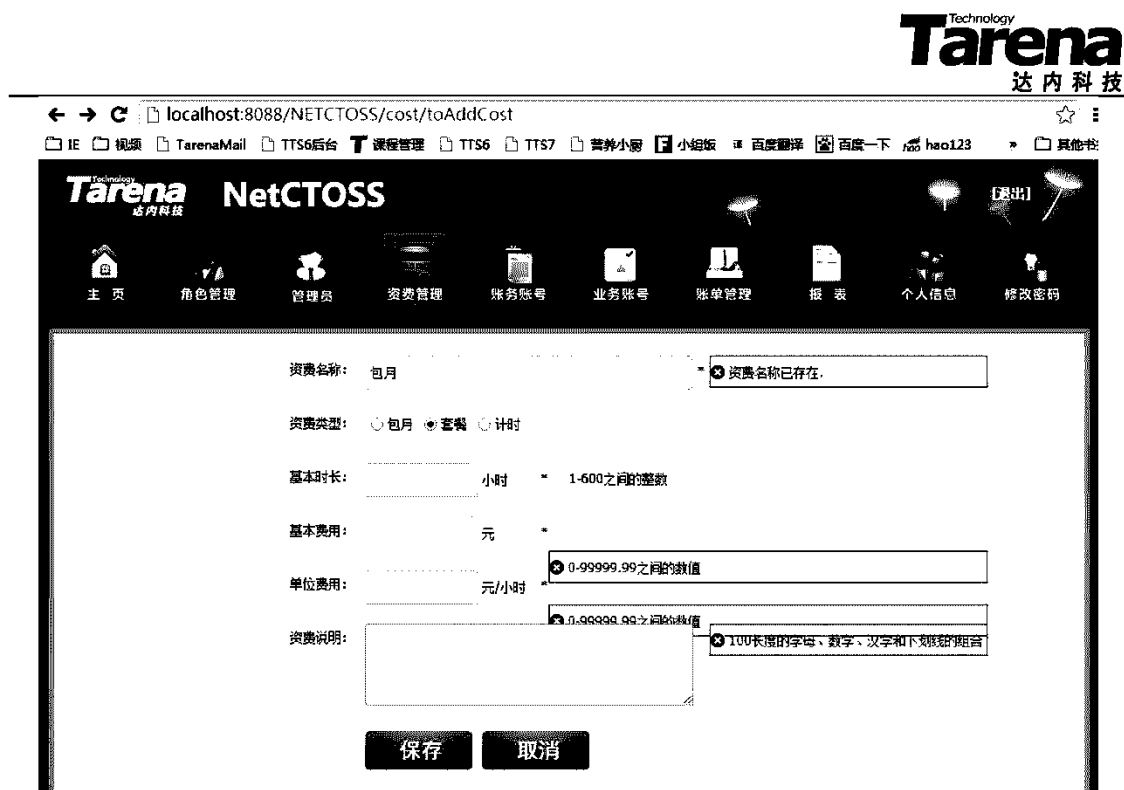 Technology
Tarena
达内科技
localhost:8088/NETCTOSS/cost/toAddCost
IE 视频 TarenaMail TTS6后台 课程管理 TTS6 TTS7 营养小厨 小组饭 百度翻译 百度一下 hao123 » 其他书
Technology
Tarena
达内科技
NetCTOSS
[退出]
主 页 角色管理 管理员 资费管理 账务账号 业务账号 账单管理 报 表 个人信息 修改密码
资费名称: 包月 * 资费名称已存在.
资费类型: 包月 套餐 计时
基本时长: 小时 * 1-600之间的整数
基本费用: 元 *
0-99999.99之间的数值
单位费用: 元/小时 *
0-99999.99之间的数值
资费说明: 100长度的字母、数字、汉字和下划线的组合
保存 取消